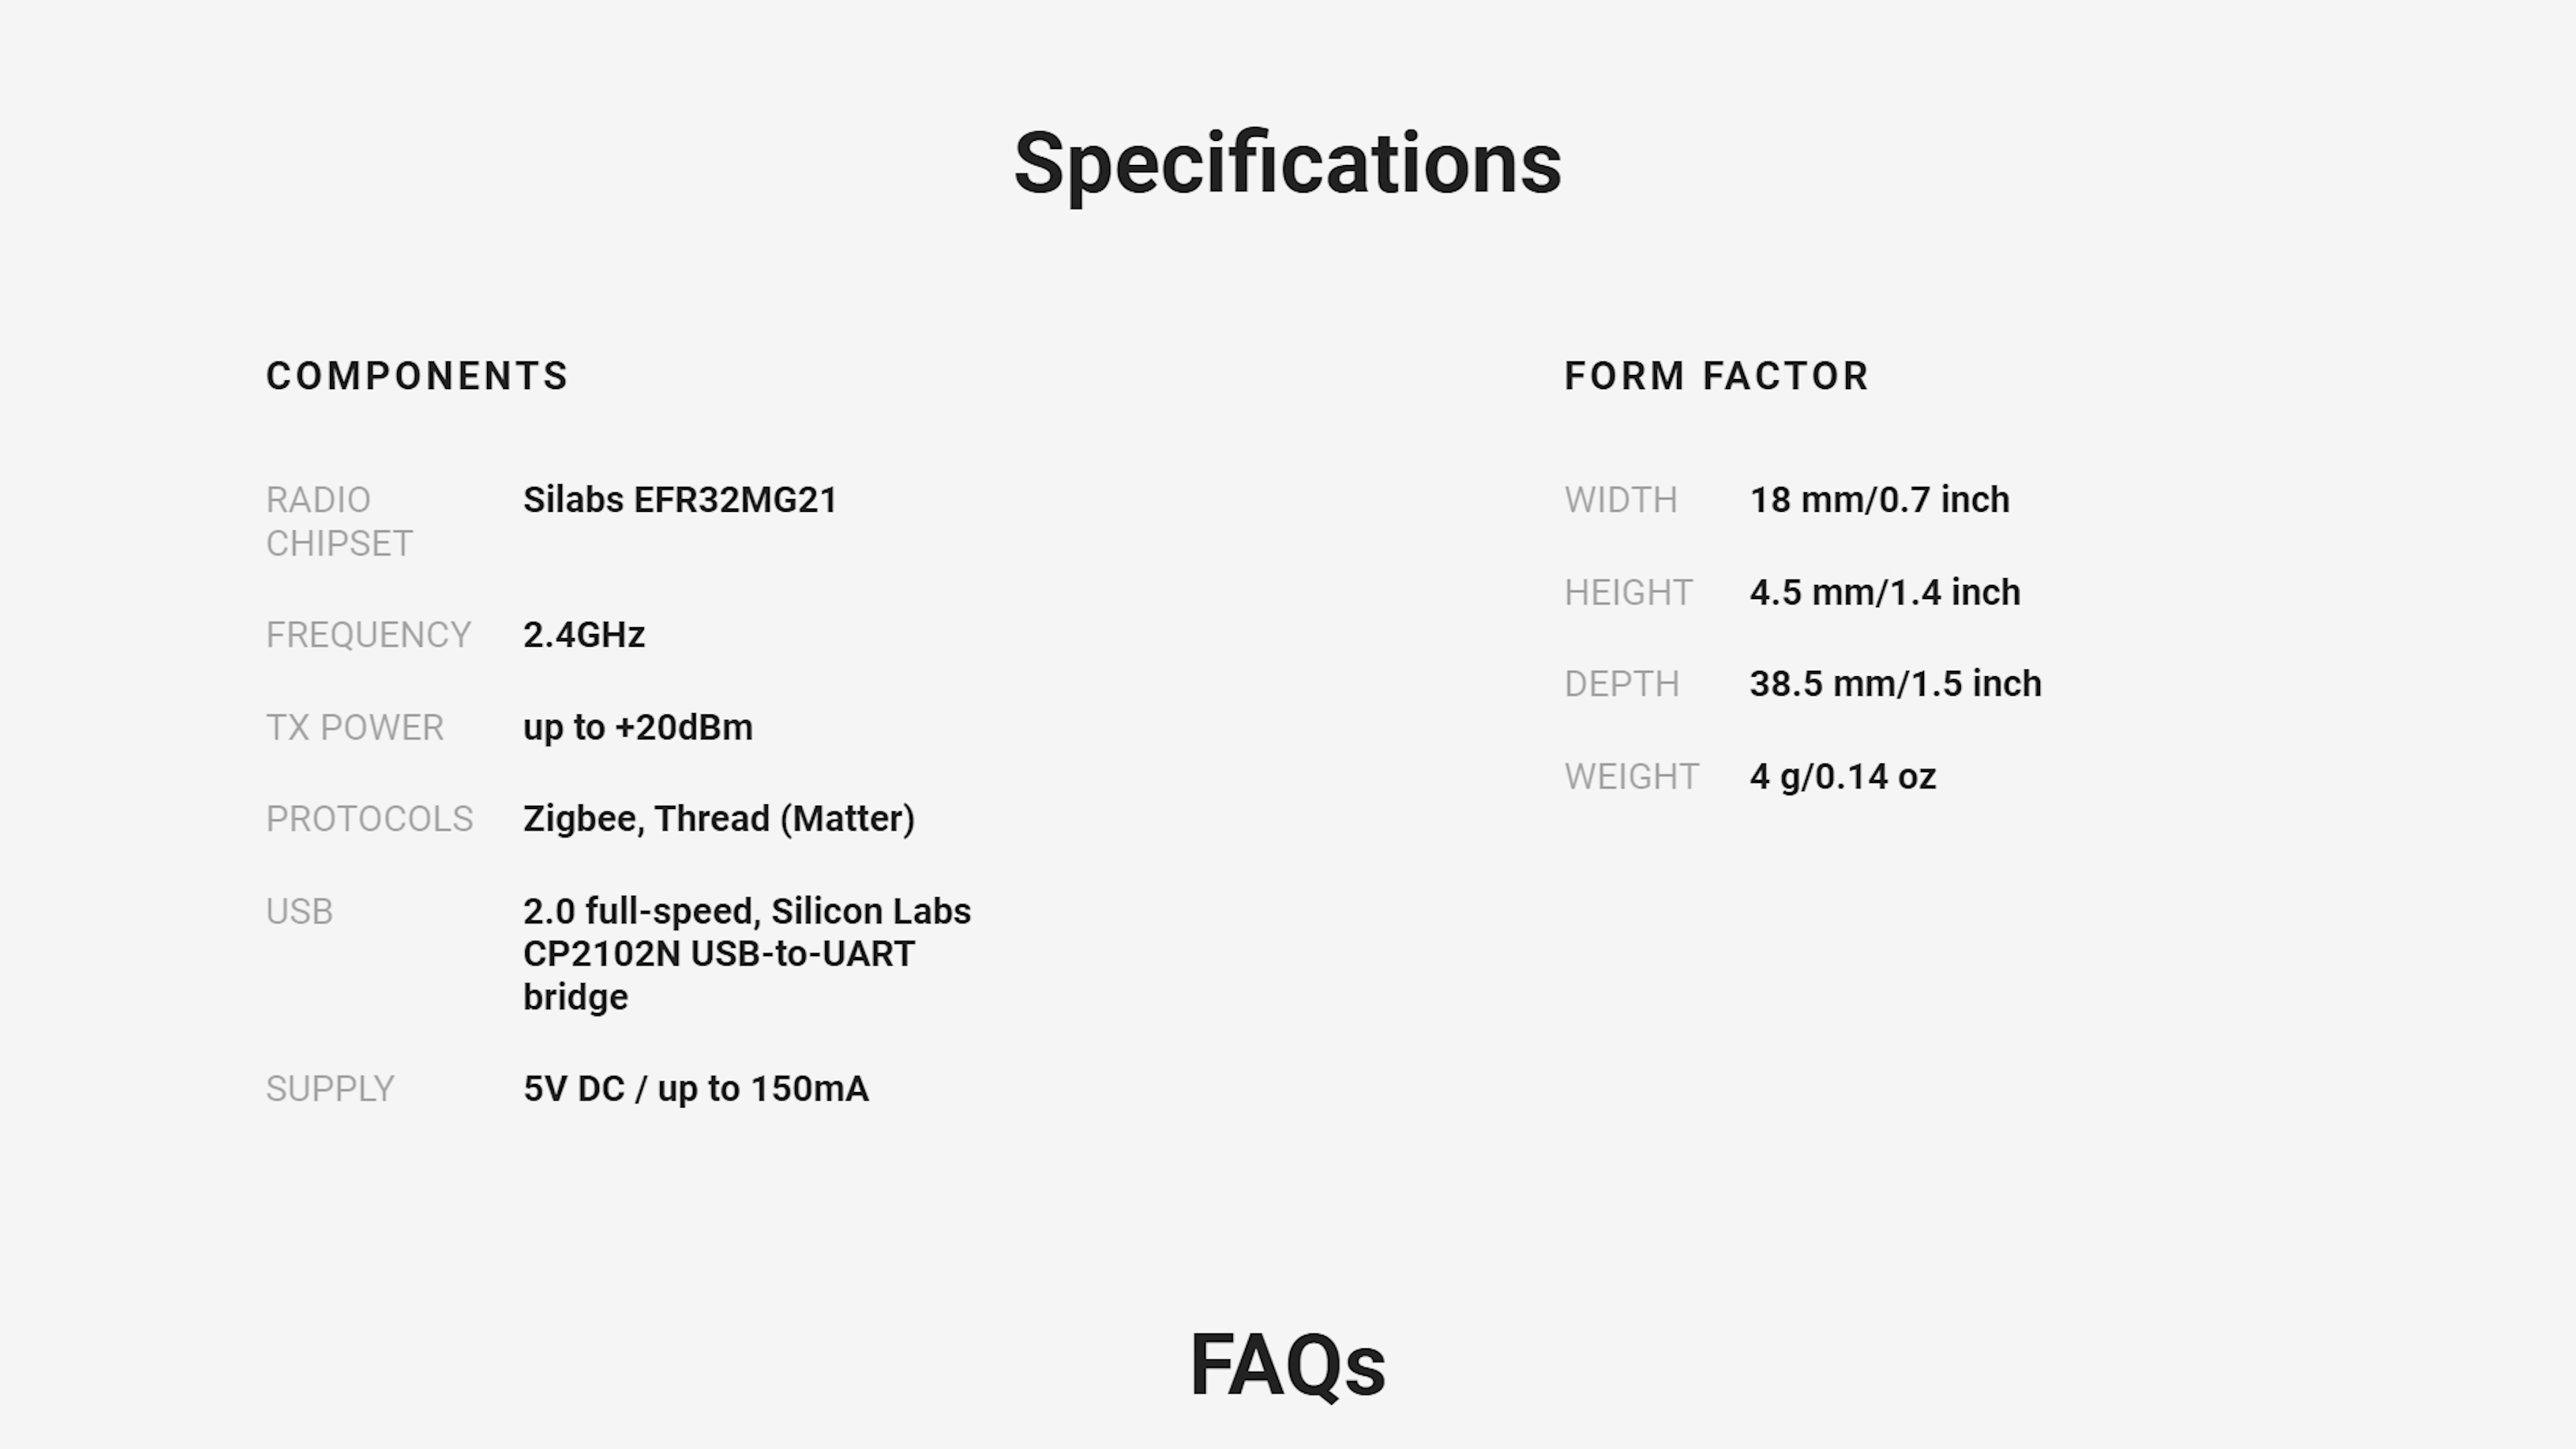 Specifications
COMPONENTS
RADIO
CHIPSET
Silabs EFR32MG21
FREQUENCY
2.4GHz
TX POWER
up to +20dBm
PROTOCOLS
Zigbee, Thread (Matter)
USB
2.0 full-speed, Silicon Labs
CP2102N USB-to-UART
bridge
SUPPLY
5V DC / up to 150mA
FORM FACTOR
WIDTH
18 mm/0.7 inch
HEIGHT
4.5 mm/1.4 inch
DEPTH
38.5 mm/1.5 inch
WEIGHT
4 g/0.14 oz
FAQs